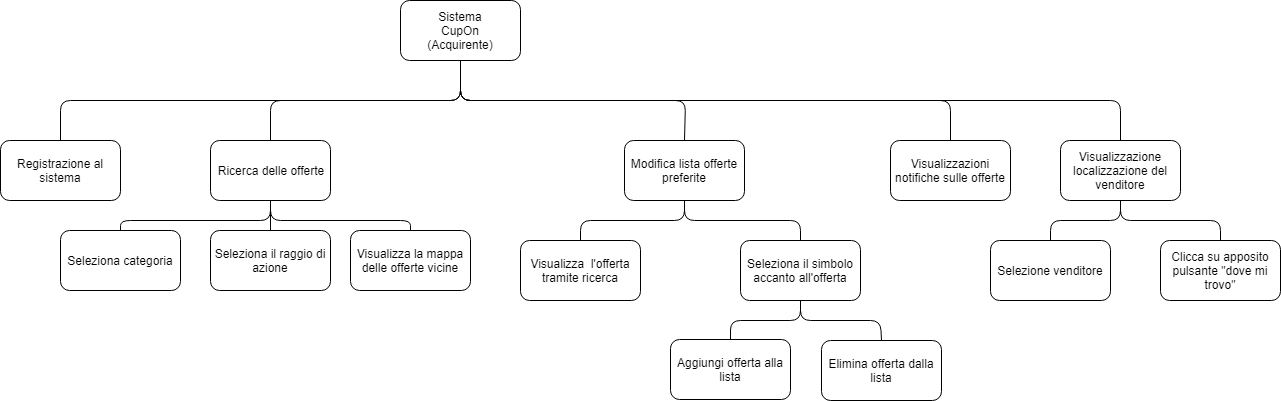 Sistema
CupOn
(Acquirente)
Registrazione al
sistema
Ricerca delle offerte
Modifica lista offerte
preferite
Visualizzazioni
notifiche sulle offerte
Visualizzazione
localizzazione del
venditore
Seleziona categoria
Seleziona il raggio di
azione
Visualizza la mappa
delle offerte vicine
Visualizza  l'offerta
tramite ricerca
Seleziona il simbolo
accanto all'offerta
Selezione venditore
Clicca su apposito
pulsante "dove mi
trovo"
Aggiungi offerta alla
lista
Elimina offerta dalla
lista